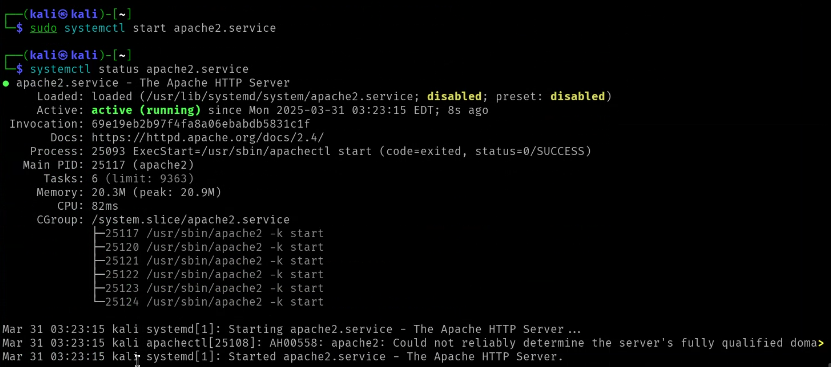 ┌──(kali㉿kali)-[~]
└─$ sudo systemctl start apache2.service
┌──(kali㉿kali)-[~]
└─$ systemctl status apache2.service
● apache2.service - The Apache HTTP Server
Loaded: loaded (/usr/lib/systemd/system/apache2.service; disabled; preset: disabled)
Active: active (running) since Mon 2025-03-31 03:23:15 EDT; 8s ago
Invocation: 69e19eb2b97f4fa8a06ebabdb5831c1f
Docs: https://httpd.apache.org/docs/2.4/
Process: 25093 ExecStart=/usr/sbin/apachectl start (code=exited, status=0/SUCCESS)
Main PID: 25117 (apache2)
Tasks: 6 (limit: 9363)
Memory: 20.3M (peak: 20.9M)
CPU: 82ms
CGroup: /system.slice/apache2.service
├─25117 /usr/sbin/apache2 -k start
├─25120 /usr/sbin/apache2 -k start
├─25121 /usr/sbin/apache2 -k start
├─25122 /usr/sbin/apache2 -k start
├─25123 /usr/sbin/apache2 -k start
└─25124 /usr/sbin/apache2 -k start
Mar 31 03:23:15 kali systemd[1]: Starting apache2.service - The Apache HTTP Server...
Mar 31 03:23:15 kali apachectl[25108]: AH00558: apache2: Could not reliably determine the server's fully qualified doma>
Mar 31 03:23:15 kali systemd[1]: Started apache2.service - The Apache HTTP Server.